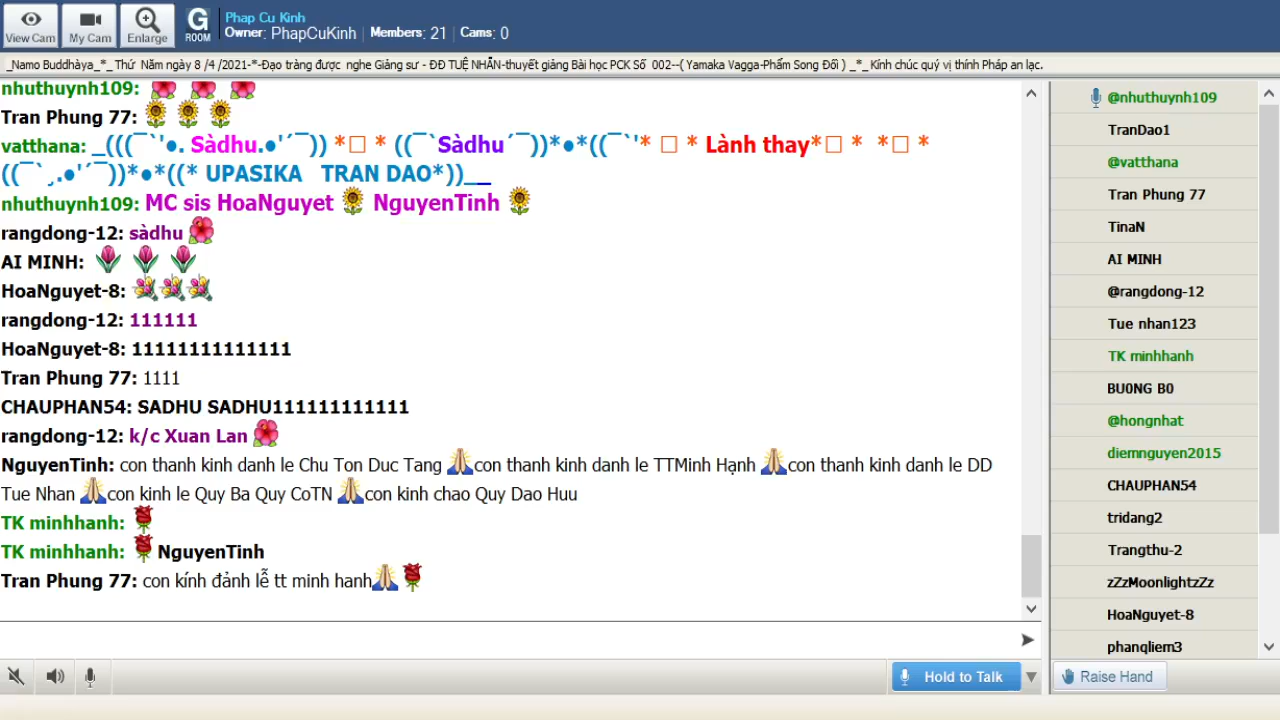 View Cam
My Cam
Enlarge
G
ROOM
Phap Cu Kinh
Owner: PhapCuKinh Members: 21 Cams: 0
_Namo Buddhàya_*_ Thứ Năm ngày 8 /4 /2021-*-Đạo tràng được nghe Giảng sư - ĐĐ TUỆ NHẪN-thuyết giảng Bài học PCK Số 002--( Yamaka Vagga-Phẩm Song Đối ) _*_ Kính chúc quý vị thính Pháp an lạc.
nhuthuynh109:
Tran Phung 77:
vatthana: _(((¯`'●. Sàdhu.●'´¯)) *□ * ((¯`Sàdhu´¯))*●*((¯`'* □ * Lành thay*□ * *□ *
((¯`¸.●'´¯))*●*((* UPASIKA TRAN DAO*))__
nhuthuynh109: MC sis HoaNguyet NguyenTinh
rangdong-12: sàdhu
AI MINH:
HoaNguyet-8:
rangdong-12: 111111
HoaNguyet-8: 11111111111111
Tran Phung 77: 1111
CHAUPHAN54: SADHU SADHU111111111111
rangdong-12: k/c Xuan Lan
NguyenTinh: con thanh kinh danh le Chu Ton Duc Tang con thanh kinh danh le TTMinh Hạnh con thanh kinh danh le DD
Tue Nhan con kinh le Quy Ba Quy CoTN con kinh chao Quy Dao Huu
TK minhhanh:
TK minhhanh: NguyenTinh
Tran Phung 77: con kính đảnh lễ tt minh hanh
Hold to Talk
@nhuthuynh109
TranDao1
@vatthana
Tran Phung 77
TinaN
AI MINH
@rangdong-12
Tue nhan123
TK minhhanh
BU0NG B0
@hongnhat
diemnguyen2015
CHAUPHAN54
tridang2
Trangthu-2
zZzMoonlightzZz
HoaNguyet-8
phanqliem3
Raise Hand